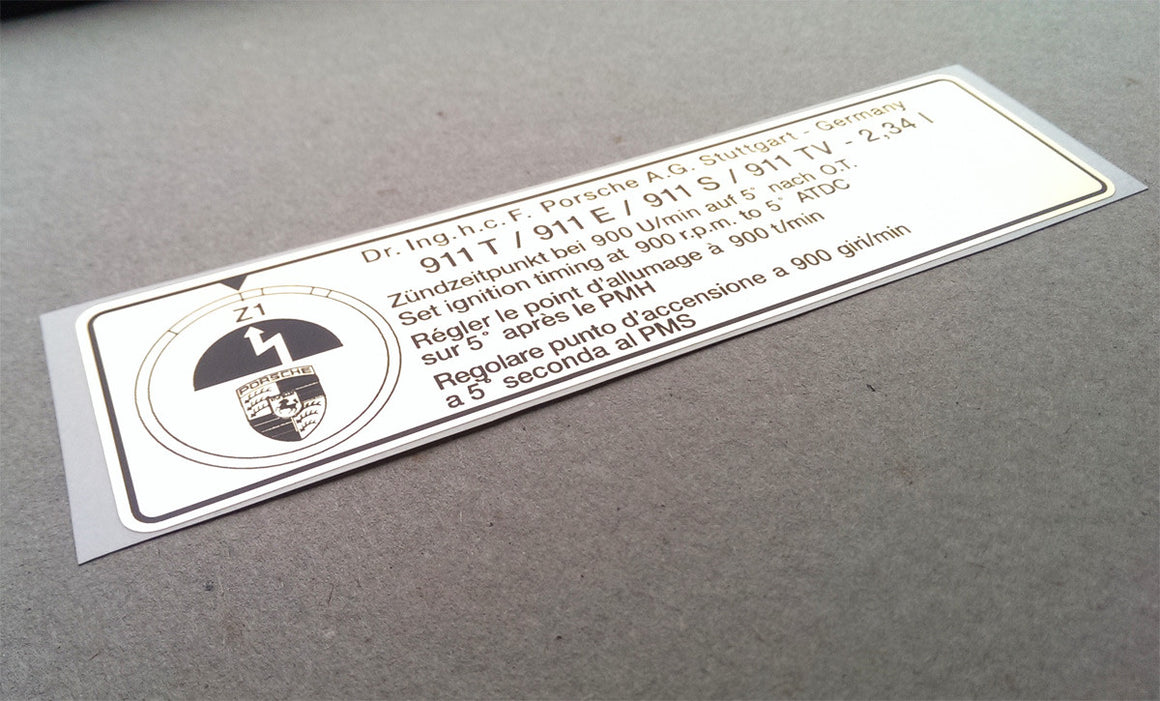 Dr. Ing.h.c.F. Porsche A.G. Stuttgart - Germany
911 T / 911 E / 911 S / 911 TV - 2,34 l
Zündzeitpunkt bei 900 U/min auf 5° nach O.T.
Set ignition timing at 900 r.p.m. to 5° ATDC
Régler le point d'allumage à 900 t/min
sur 5° après le PMH
Regolare punto d'accensione a 900 giri/min
a 5° seconda al PMS
Z1
PORSCHE